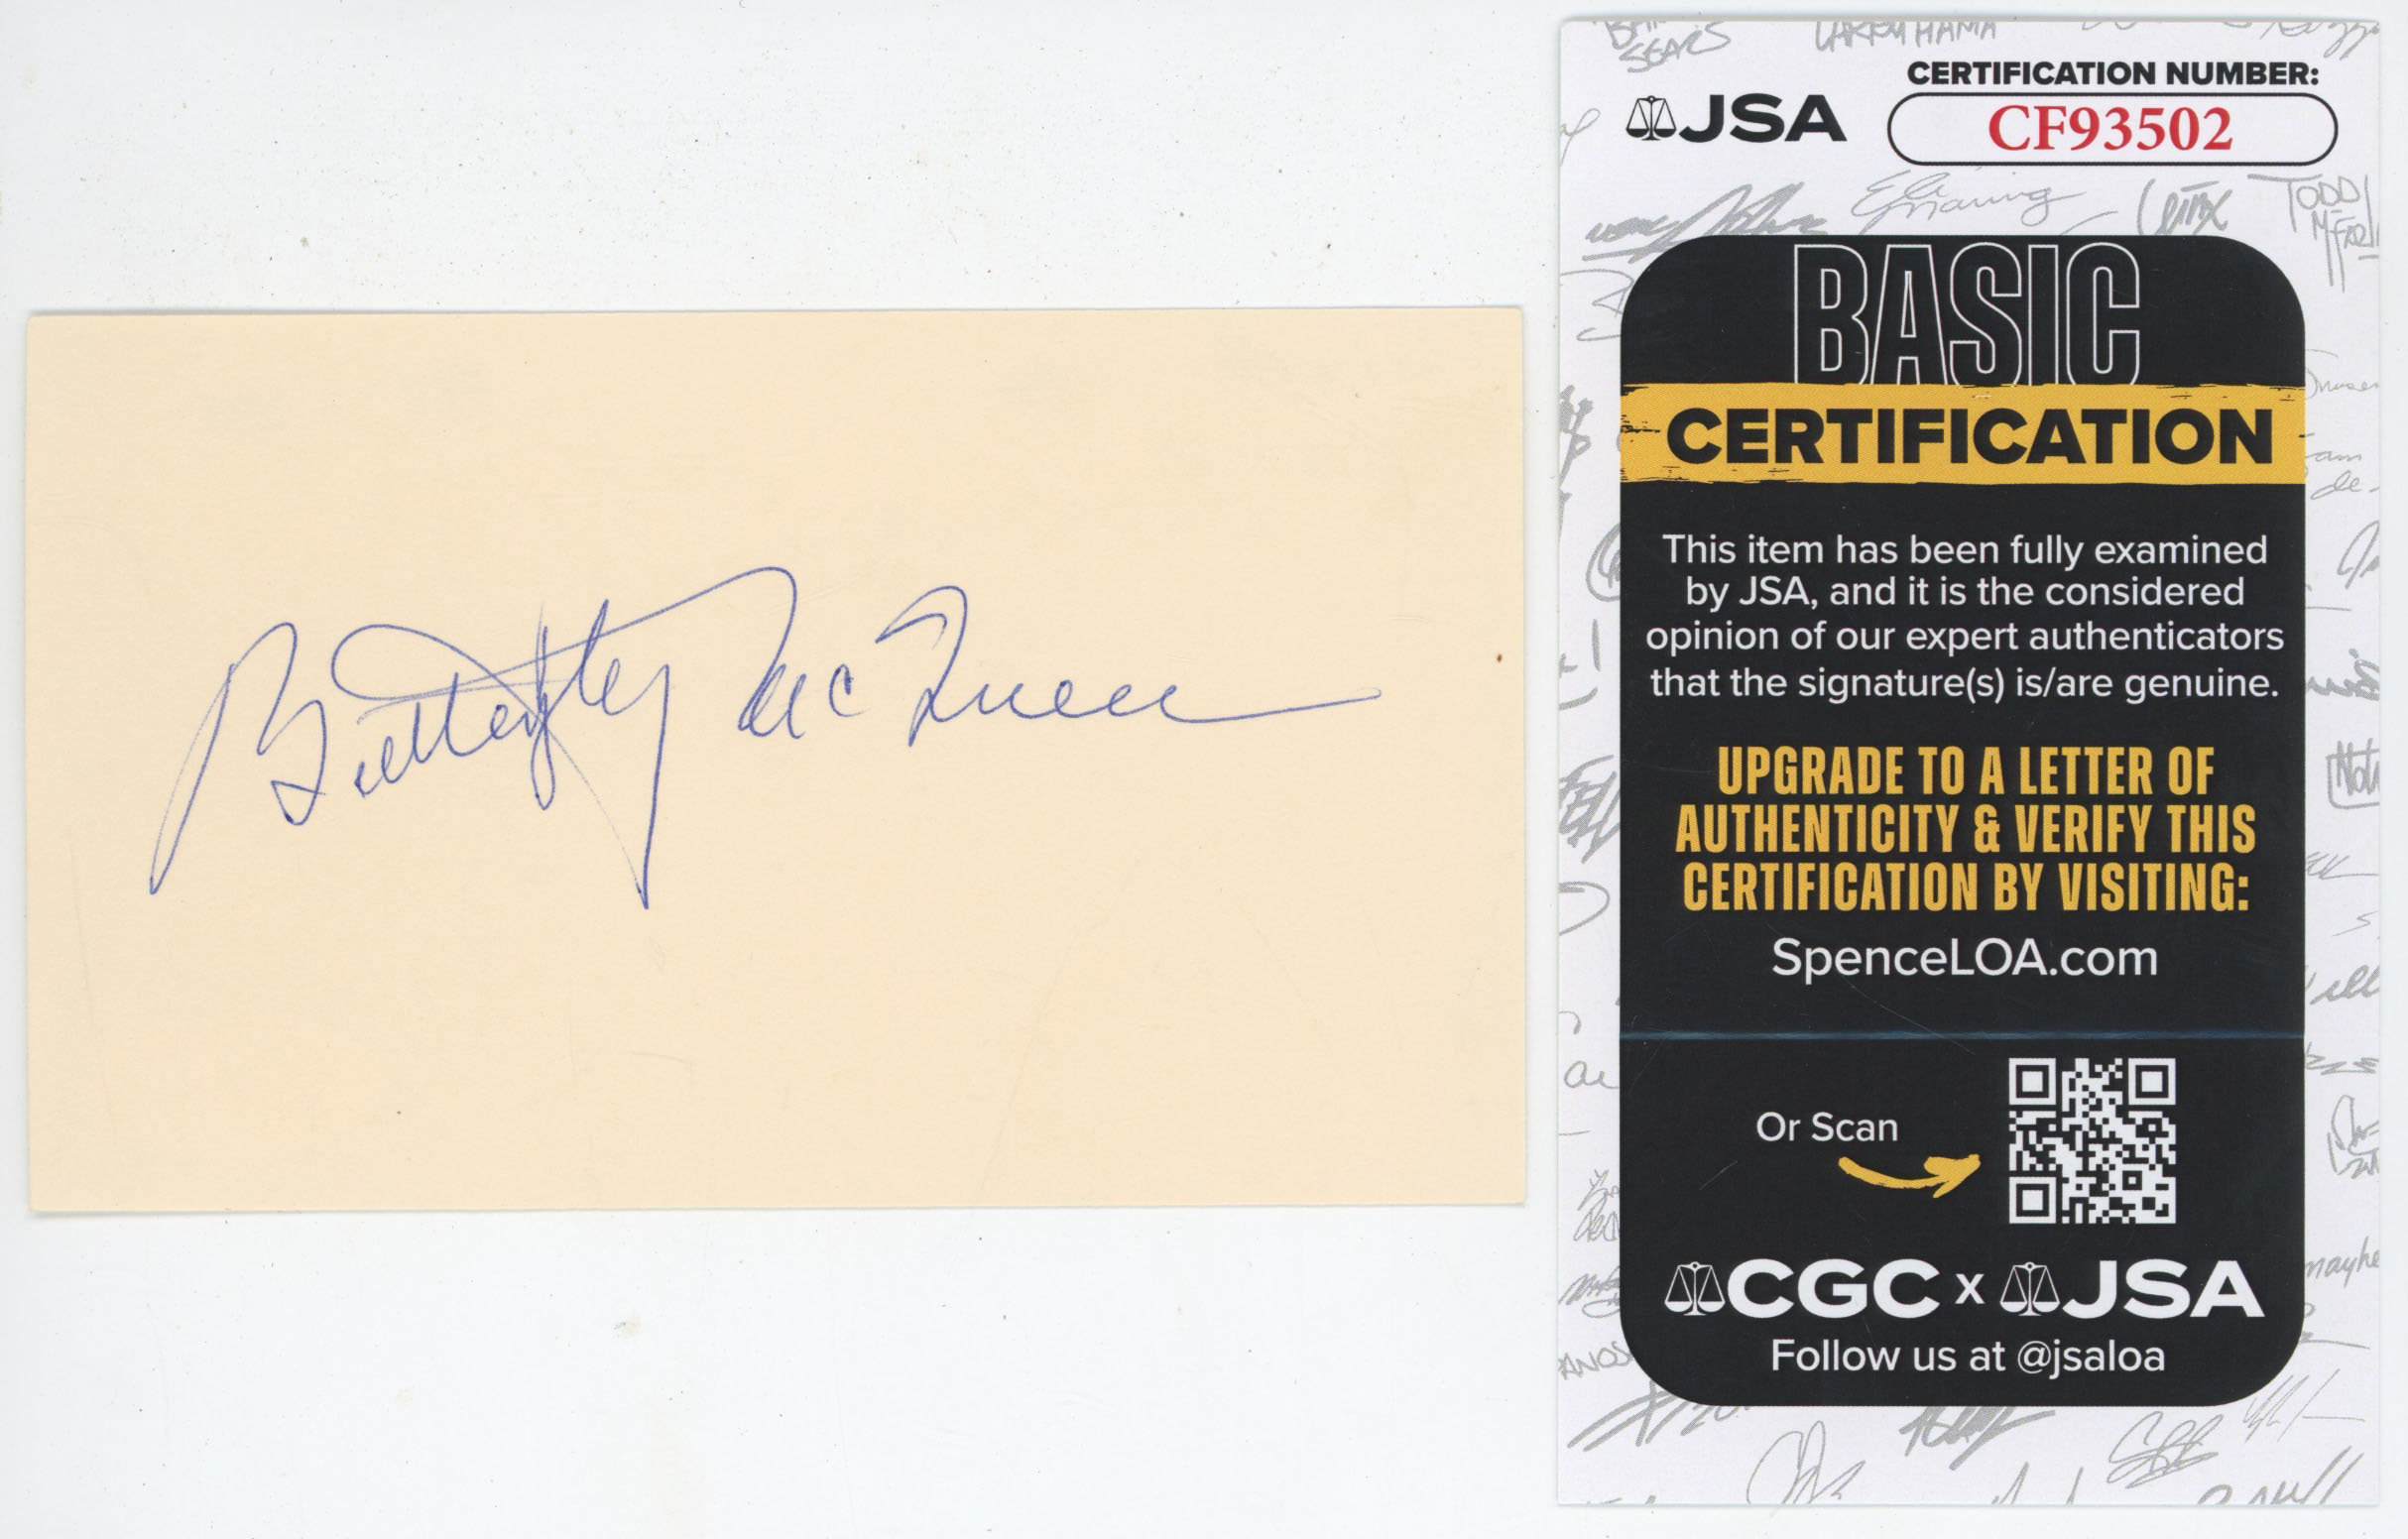 Butterfly McQueen
JSA
CERTIFICATION NUMBER:
CF93502
BASIC
CERTIFICATION
This item has been fully examined
by JSA, and it is the considered
opinion of our expert authenticators
that the signature(s) is/are genuine.
UPGRADE TO A LETTER OF
AUTHENTICITY & VERIFY THIS
CERTIFICATION BY VISITING:
SpenceLOA.com
Or Scan
CGC x JSA
Follow us at @jsaloa